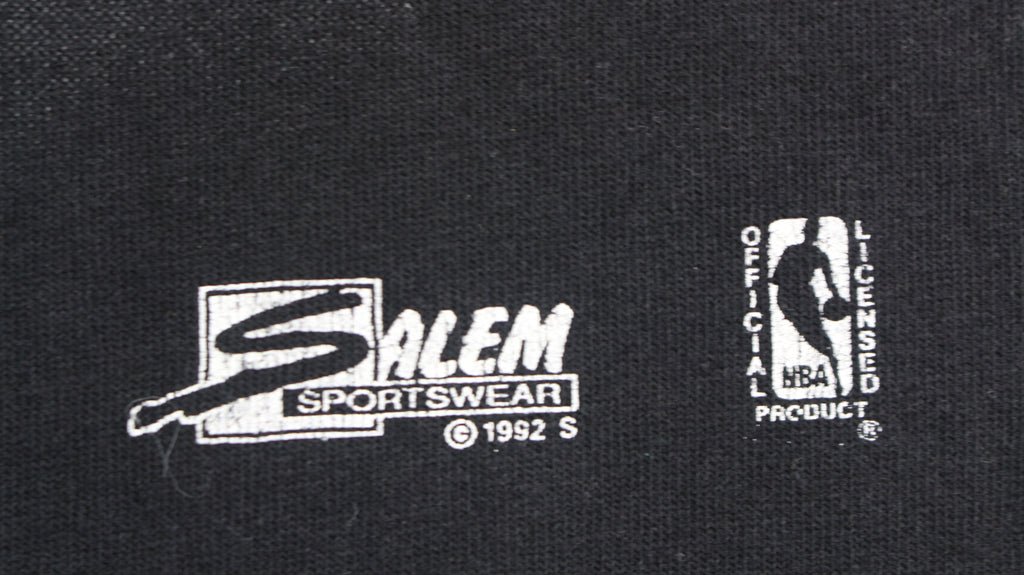 SALEM
SPORTSWEAR
© 1992 S
OFFICIAL
NBA
LICENSED
PRODUCT
®